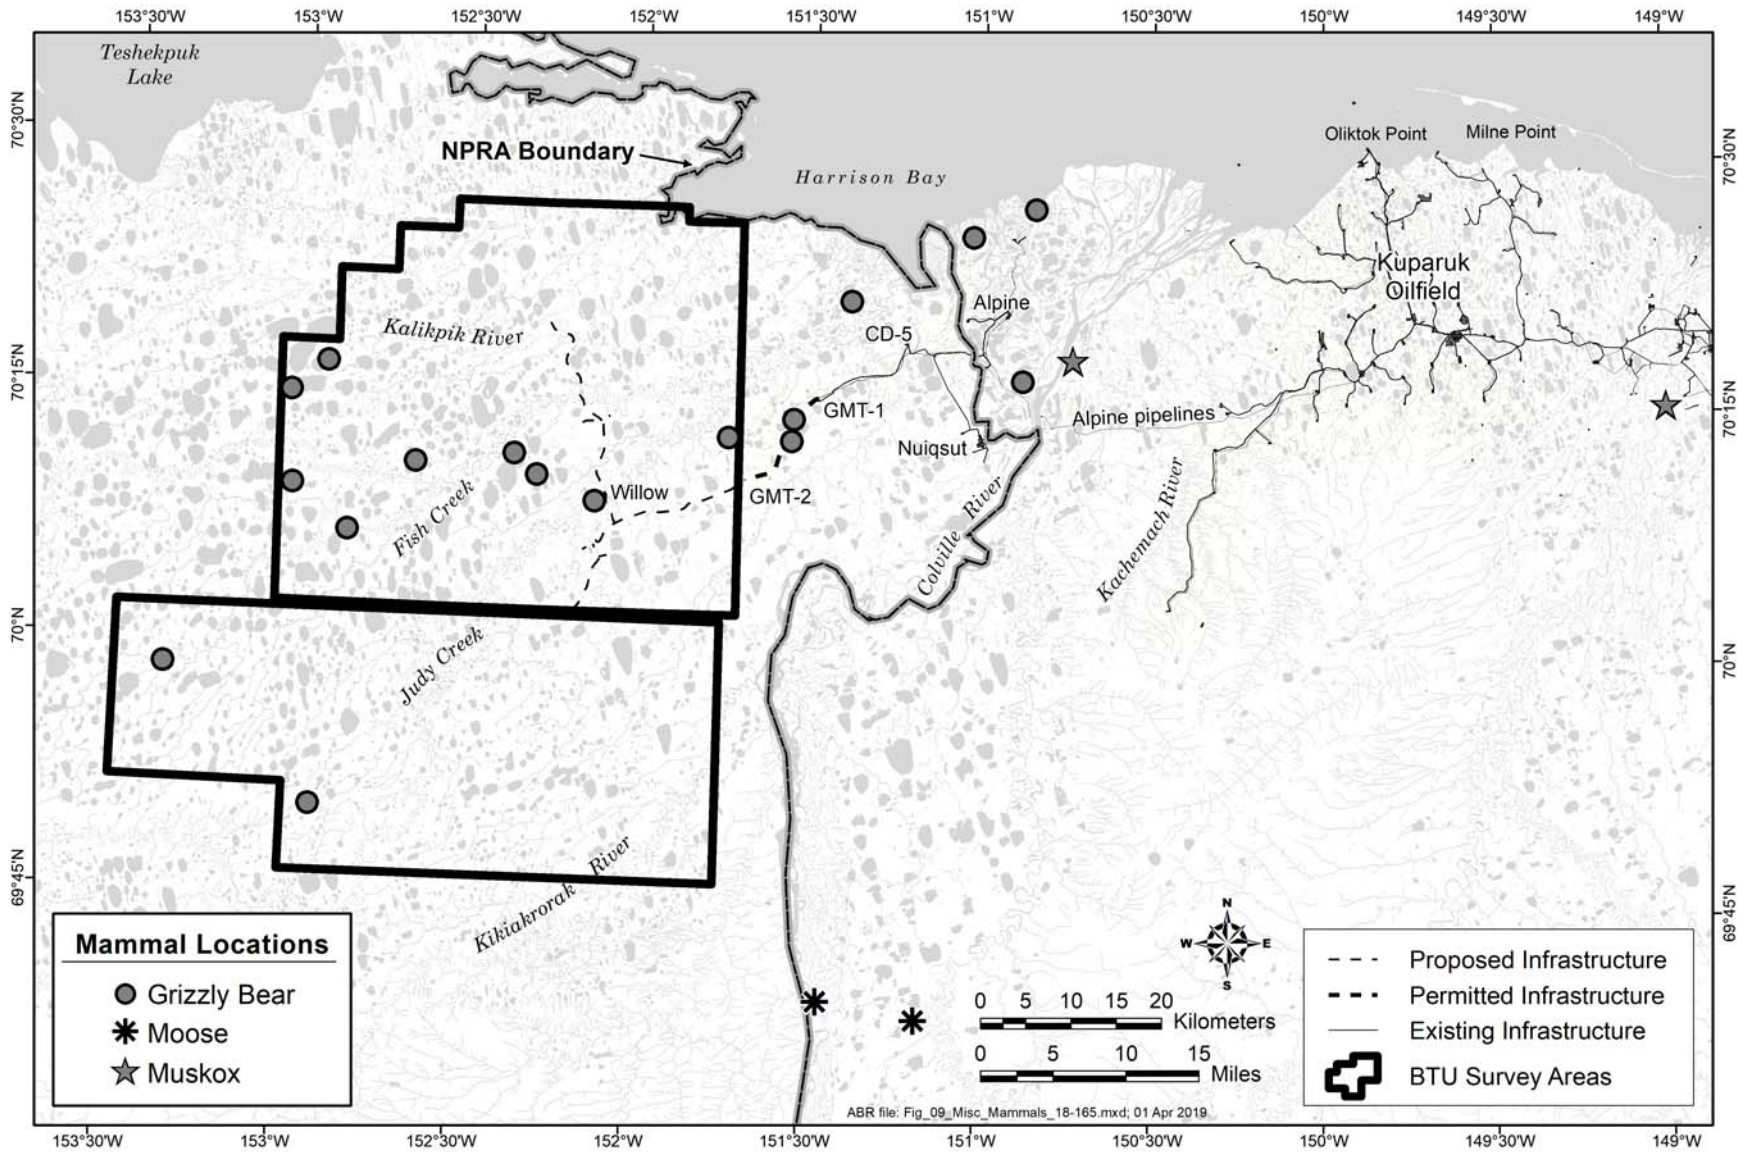 153°30'W 153°W 152°30'W 152°W 151°30'W 151°W 150°30'W 150°W 149°30'W 149°W
Teshekpuk
Lake
70°30'N
70°30'N
Oliktok Point
Milne Point
NPRA Boundary
Harrison Bay
Kuparuk
Oilfield
Alpine
Kalikpik River
CD-5
70°15'N
70°15'N
GMT-1
Alpine pipelines
Nuiqsut
Willow
GMT-2
Fish Creek
Colville River
Kachemach River
70°N
70°N
Judy Creek
69°45'N
69°45'N
Kikiakrorak River
Mammal Locations
Grizzly Bear
Moose
Muskox
N
W E
S
0 5 10 15 20
Kilometers
0 5 10 15
Miles
Proposed Infrastructure
Permitted Infrastructure
Existing Infrastructure
BTU Survey Areas
ABR file: Fig_09_Misc_Mammals_18-165.mxd; 01 Apr 2019
153°30'W 153°W 152°30'W 152°W 151°30'W 151°W 150°30'W 150°W 149°30'W 149°W